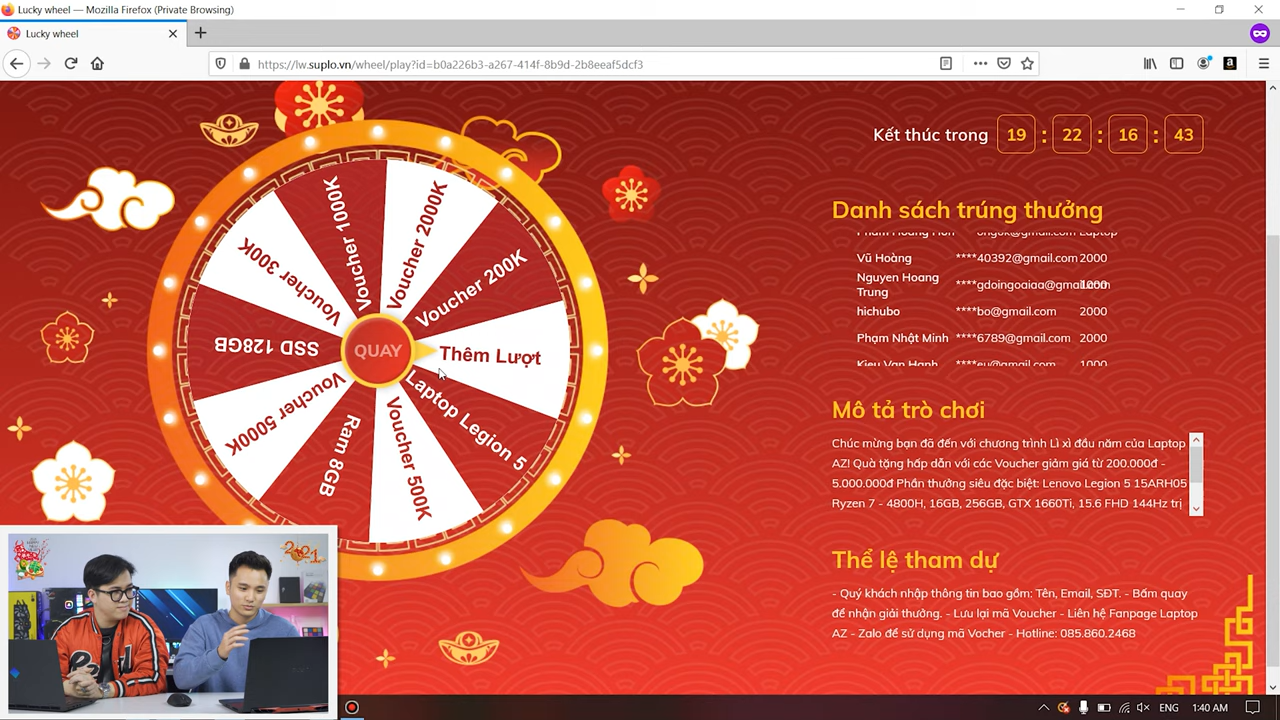 Lucky wheel — Mozilla Firefox (Private Browsing)
Lucky wheel
https://lw.suplo.vn/wheel/play?id=b0a226b3-a267-414f-8b9d-2b8eeaf5dcf3
Kết thúc trong 19 : 22 : 16 : 43
Voucher 1000K
Voucher 2000K
Voucher 200K
Thêm Lượt
Laptop Legion 5
Voucher 500K
Ram 8GB
Voucher 5000K
SSD 128GB
Voucher 300K
QUAY
Danh sách trúng thưởng
Vũ Hoàng ****40392@gmail.com 2000
Nguyen Hoang
Trung
hichubo ****bo@gmail.com 2000
Phạm Nhật Minh ****6789@gmail.com 2000
Kieu Van Hanh ****eu@gmail.com 1000
Mô tả trò chơi
Chúc mừng bạn đã đến với chương trình Lì xì đầu năm của Laptop
AZ! Quà tặng hấp dẫn với các Voucher giảm giá từ 200.000đ -
5.000.000đ Phần thưởng siêu đặc biệt: Lenovo Legion 5 15ARH05
Ryzen 7 - 4800H, 16GB, 256GB, GTX 1660Ti, 15.6 FHD 144Hz trị
Thể lệ tham dự
- Quý khách nhập thông tin bao gồm: Tên, Email, SĐT. - Bấm quay
để nhận giải thưởng. - Lưu lại mã Voucher - Liên hệ Fanpage Laptop
AZ - Zalo để sử dụng mã Vocher - Hotline: 085.860.2468
2021
ENG 1:40 AM